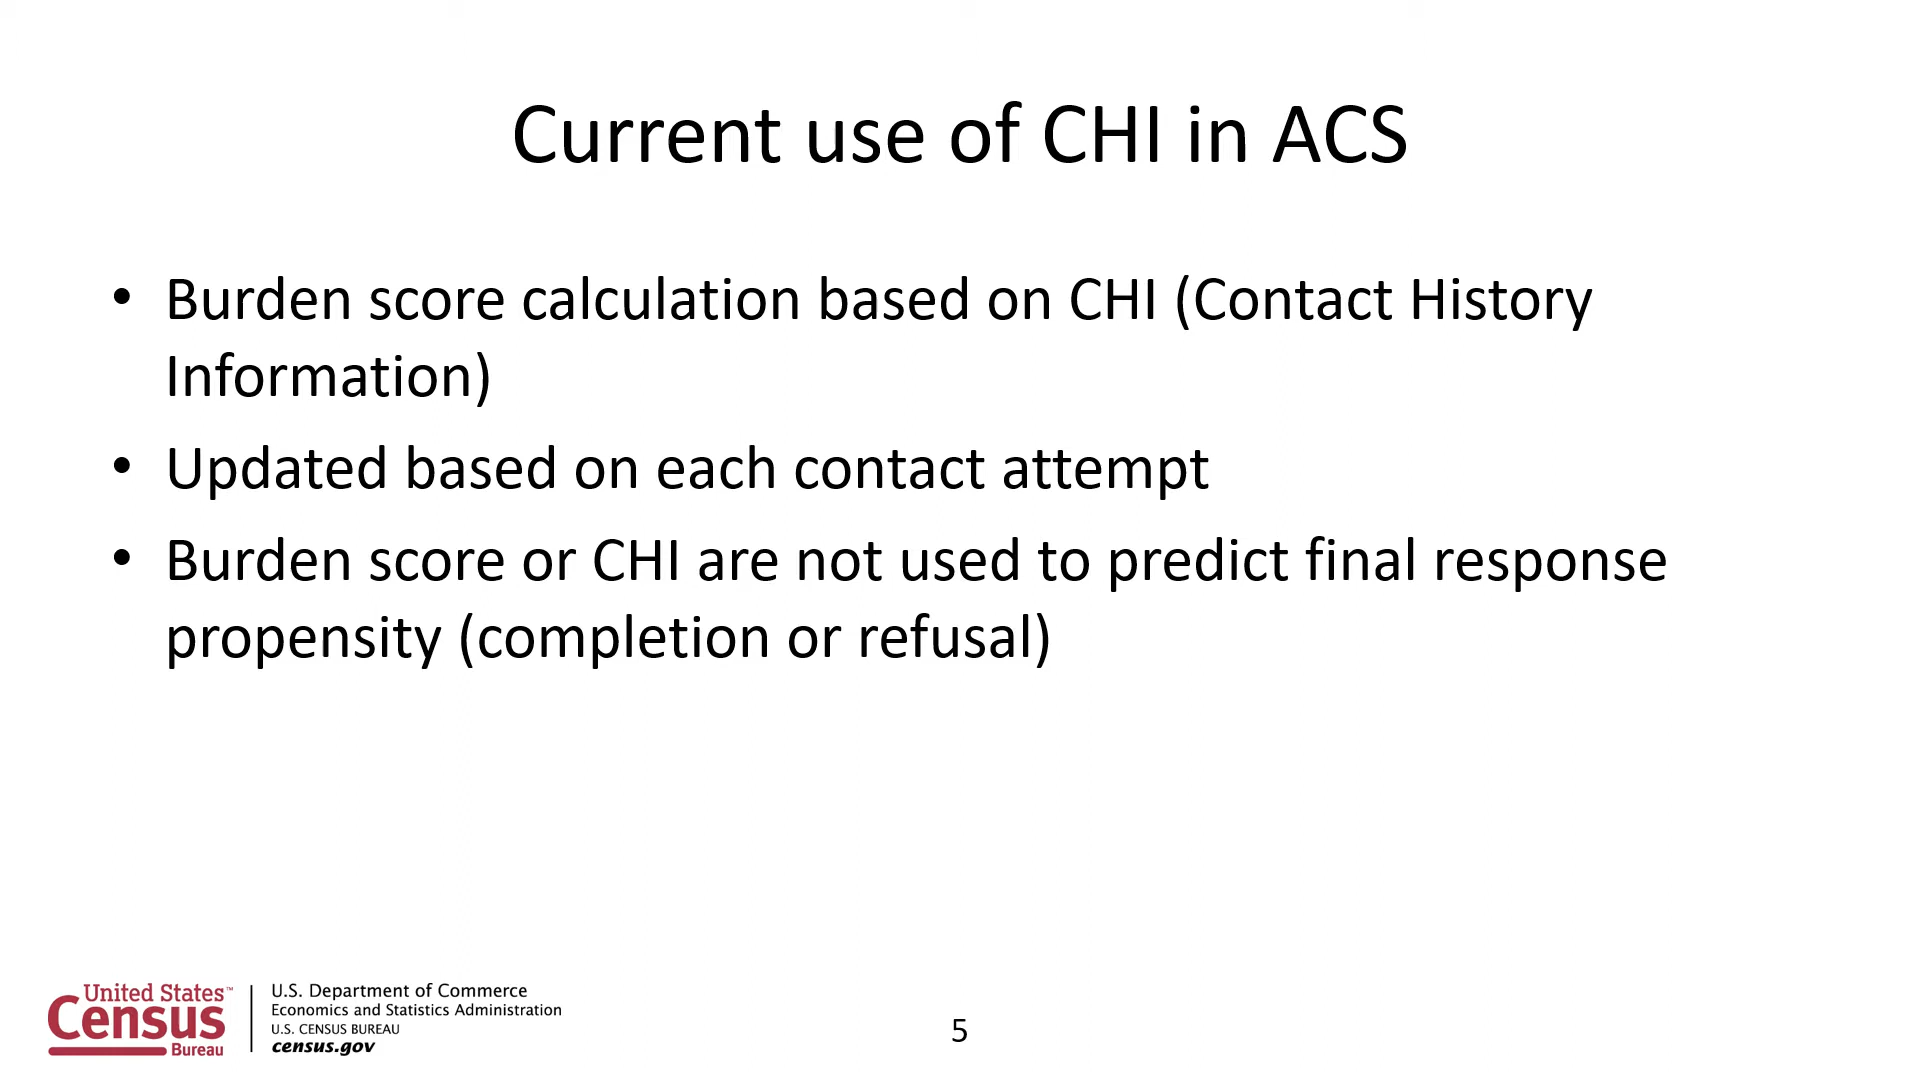 Current use of CHI in ACS
• Burden score calculation based on CHI (Contact History
Information)
• Updated based on each contact attempt
• Burden score or CHI are not used to predict final response
propensity (completion or refusal)
United States™
Census
Bureau
U.S. Department of Commerce
Economics and Statistics Administration
U.S. CENSUS BUREAU
census.gov
5